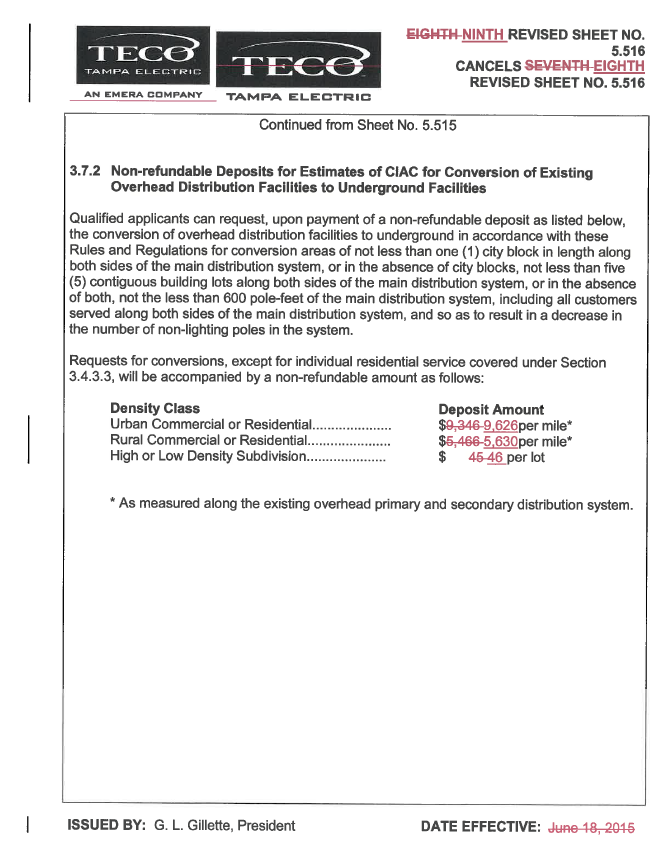 TECO
TAMPA ELECTRIC
AN EMERA COMPANY
TECO
TAMPA ELECTRIC
EIGHTH NINTH REVISED SHEET NO.
5.516
CANCELS SEVENTH EIGHTH
REVISED SHEET NO. 5.516
Continued from Sheet No. 5.515
3.7.2 Non-refundable Deposits for Estimates of CIAC for Conversion of Existing
Overhead Distribution Facilities to Underground Facilities
Qualified applicants can request, upon payment of a non-refundable deposit as listed below,
the conversion of overhead distribution facilities to underground in accordance with these
Rules and Regulations for conversion areas of not less than one (1) city block in length along
both sides of the main distribution system, or in the absence of city blocks, not less than five
(5) contiguous building lots along both sides of the main distribution system, or in the absence
of both, not the less than 600 pole-feet of the main distribution system, including all customers
served along both sides of the main distribution system, and so as to result in a decrease in
the number of non-lighting poles in the system.
Requests for conversions, except for individual residential service covered under Section
3.4.3.3, will be accompanied by a non-refundable amount as follows:
Density Class Deposit Amount
Urban Commercial or Residential..................... $9,346 9,626per mile*
Rural Commercial or Residential...................... $5,466 5,630per mile*
High or Low Density Subdivision..................... $ 45 46 per lot
* As measured along the existing overhead primary and secondary distribution system.
ISSUED BY: G. L. Gillette, President DATE EFFECTIVE: June 18, 2015